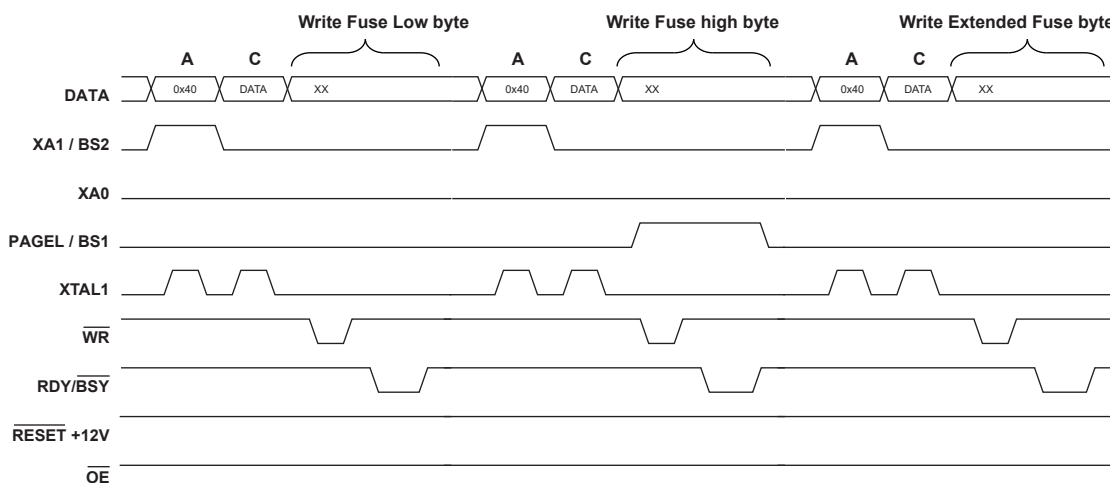 Write Fuse Low byte Write Fuse high byte Write Extended Fuse byte
A C A C A C
DATA 0x40 DATA XX 0x40 DATA XX 0x40 DATA XX
XA1 / BS2
XA0
PAGEL / BS1
XTAL1
WR
RDY/BSY
RESET +12V
OE